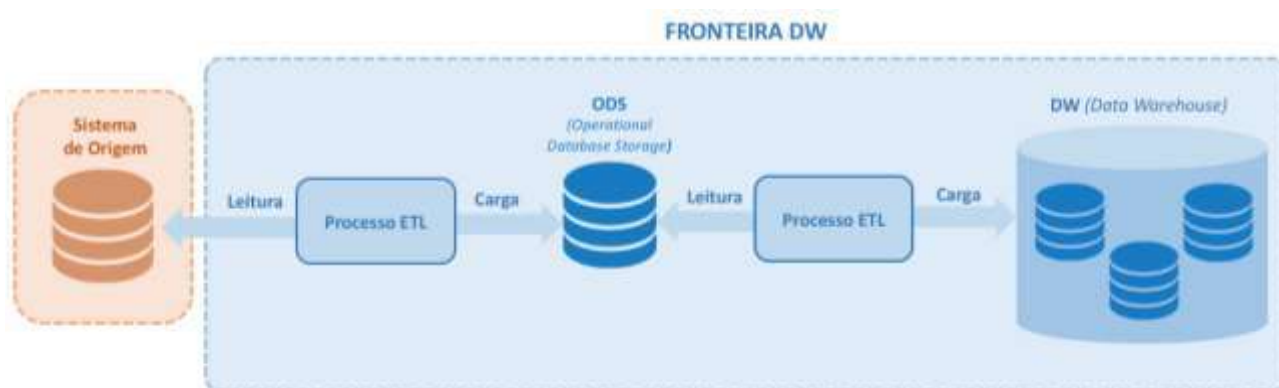 FRONTEIRA DW
Sistema
de Origem
Leitura
Processo ETL
Carga
ODS
(Operational
Database Storage)
Leitura
Processo ETL
Carga
DW (Data Warehouse)